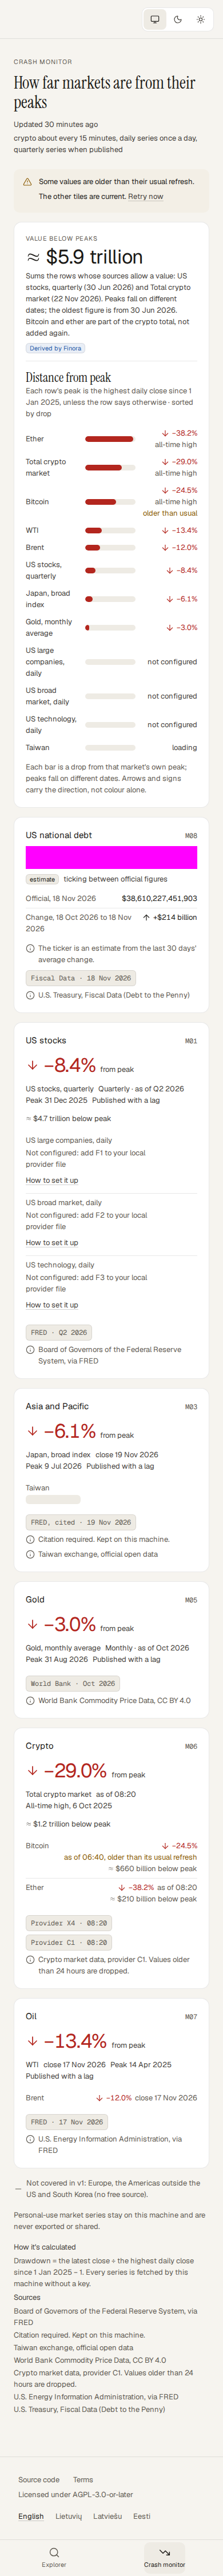 CRASH MONITOR
How far markets are from their
peaks
Updated 30 minutes ago
crypto about every 15 minutes, daily series once a day,
quarterly series when published
Some values are older than their usual refresh.
The other tiles are current. Retry now
VALUE BELOW PEAKS
≈ $5.9 trillion
Sums the rows whose sources allow a value: US
stocks, quarterly (30 Jun 2026) and Total crypto
market (22 Nov 2026). Peaks fall on different
dates; the oldest figure is from 30 Jun 2026.
Bitcoin and ether are part of the crypto total, not
added again.
Derived by Finora
Distance from peak
Each row's peak is the highest daily close since 1
Jan 2025, unless the row says otherwise · sorted
by drop
Ether ↓ −38.2%
all-time high
Total crypto market ↓ −29.0%
all-time high
Bitcoin ↓ −24.5%
all-time high
older than usual
WTI ↓ −13.4%
Brent ↓ −12.0%
US stocks, quarterly ↓ −8.4%
Japan, broad index ↓ −6.1%
Gold, monthly average ↓ −3.0%
US large companies, daily not configured
US broad market, daily not configured
US technology, daily not configured
Taiwan loading
Each bar is a drop from that market's own peak;
peaks fall on different dates. Arrows and signs
carry the direction, not colour alone.
US national debt M08
estimate ticking between official figures
Official, 18 Nov 2026 $38,610,227,451,903
Change, 18 Oct 2026 to 18 Nov 2026 ↑ +$214 billion
The ticker is an estimate from the last 30 days'
average change.
Fiscal Data · 18 Nov 2026
U.S. Treasury, Fiscal Data (Debt to the Penny)
US stocks M01
↓ −8.4% from peak
US stocks, quarterly Quarterly · as of Q2 2026
Peak 31 Dec 2025 Published with a lag
≈ $4.7 trillion below peak
US large companies, daily
Not configured: add F1 to your local
provider file
How to set it up
US broad market, daily
Not configured: add F2 to your local
provider file
How to set it up
US technology, daily
Not configured: add F3 to your local
provider file
How to set it up
FRED · Q2 2026
Board of Governors of the Federal Reserve
System, via FRED
Asia and Pacific M03
↓ −6.1% from peak
Japan, broad index close 19 Nov 2026
Peak 9 Jul 2026 Published with a lag
Taiwan
FRED, cited · 19 Nov 2026
Citation required. Kept on this machine.
Taiwan exchange, official open data
Gold M05
↓ −3.0% from peak
Gold, monthly average Monthly · as of Oct 2026
Peak 31 Aug 2026 Published with a lag
World Bank · Oct 2026
World Bank Commodity Price Data, CC BY 4.0
Crypto M06
↓ −29.0% from peak
Total crypto market as of 08:20
All-time high, 6 Oct 2025
≈ $1.2 trillion below peak
Bitcoin ↓ −24.5%
as of 06:40, older than its usual refresh
≈ $660 billion below peak
Ether ↓ −38.2% as of 08:20
≈ $210 billion below peak
Provider X4 · 08:20
Provider C1 · 08:20
Crypto market data, provider C1. Values older
than 24 hours are dropped.
Oil M07
↓ −13.4% from peak
WTI close 17 Nov 2026 Peak 14 Apr 2025
Published with a lag
Brent ↓ −12.0% close 17 Nov 2026
FRED · 17 Nov 2026
U.S. Energy Information Administration, via
FRED
— Not covered in v1: Europe, the Americas outside the
US and South Korea (no free source).
Personal-use market series stay on this machine and are
never exported or shared.
How it's calculated
Drawdown = the latest close ÷ the highest daily close
since 1 Jan 2025 − 1. Every series is fetched by this
machine without a key.
Sources
Board of Governors of the Federal Reserve System, via
FRED
Citation required. Kept on this machine.
Taiwan exchange, official open data
World Bank Commodity Price Data, CC BY 4.0
Crypto market data, provider C1. Values older than 24
hours are dropped.
U.S. Energy Information Administration, via FRED
U.S. Treasury, Fiscal Data (Debt to the Penny)
Source code Terms
Licensed under AGPL-3.0-or-later
English Lietuvių Latviešu Eesti
Explorer Crash monitor